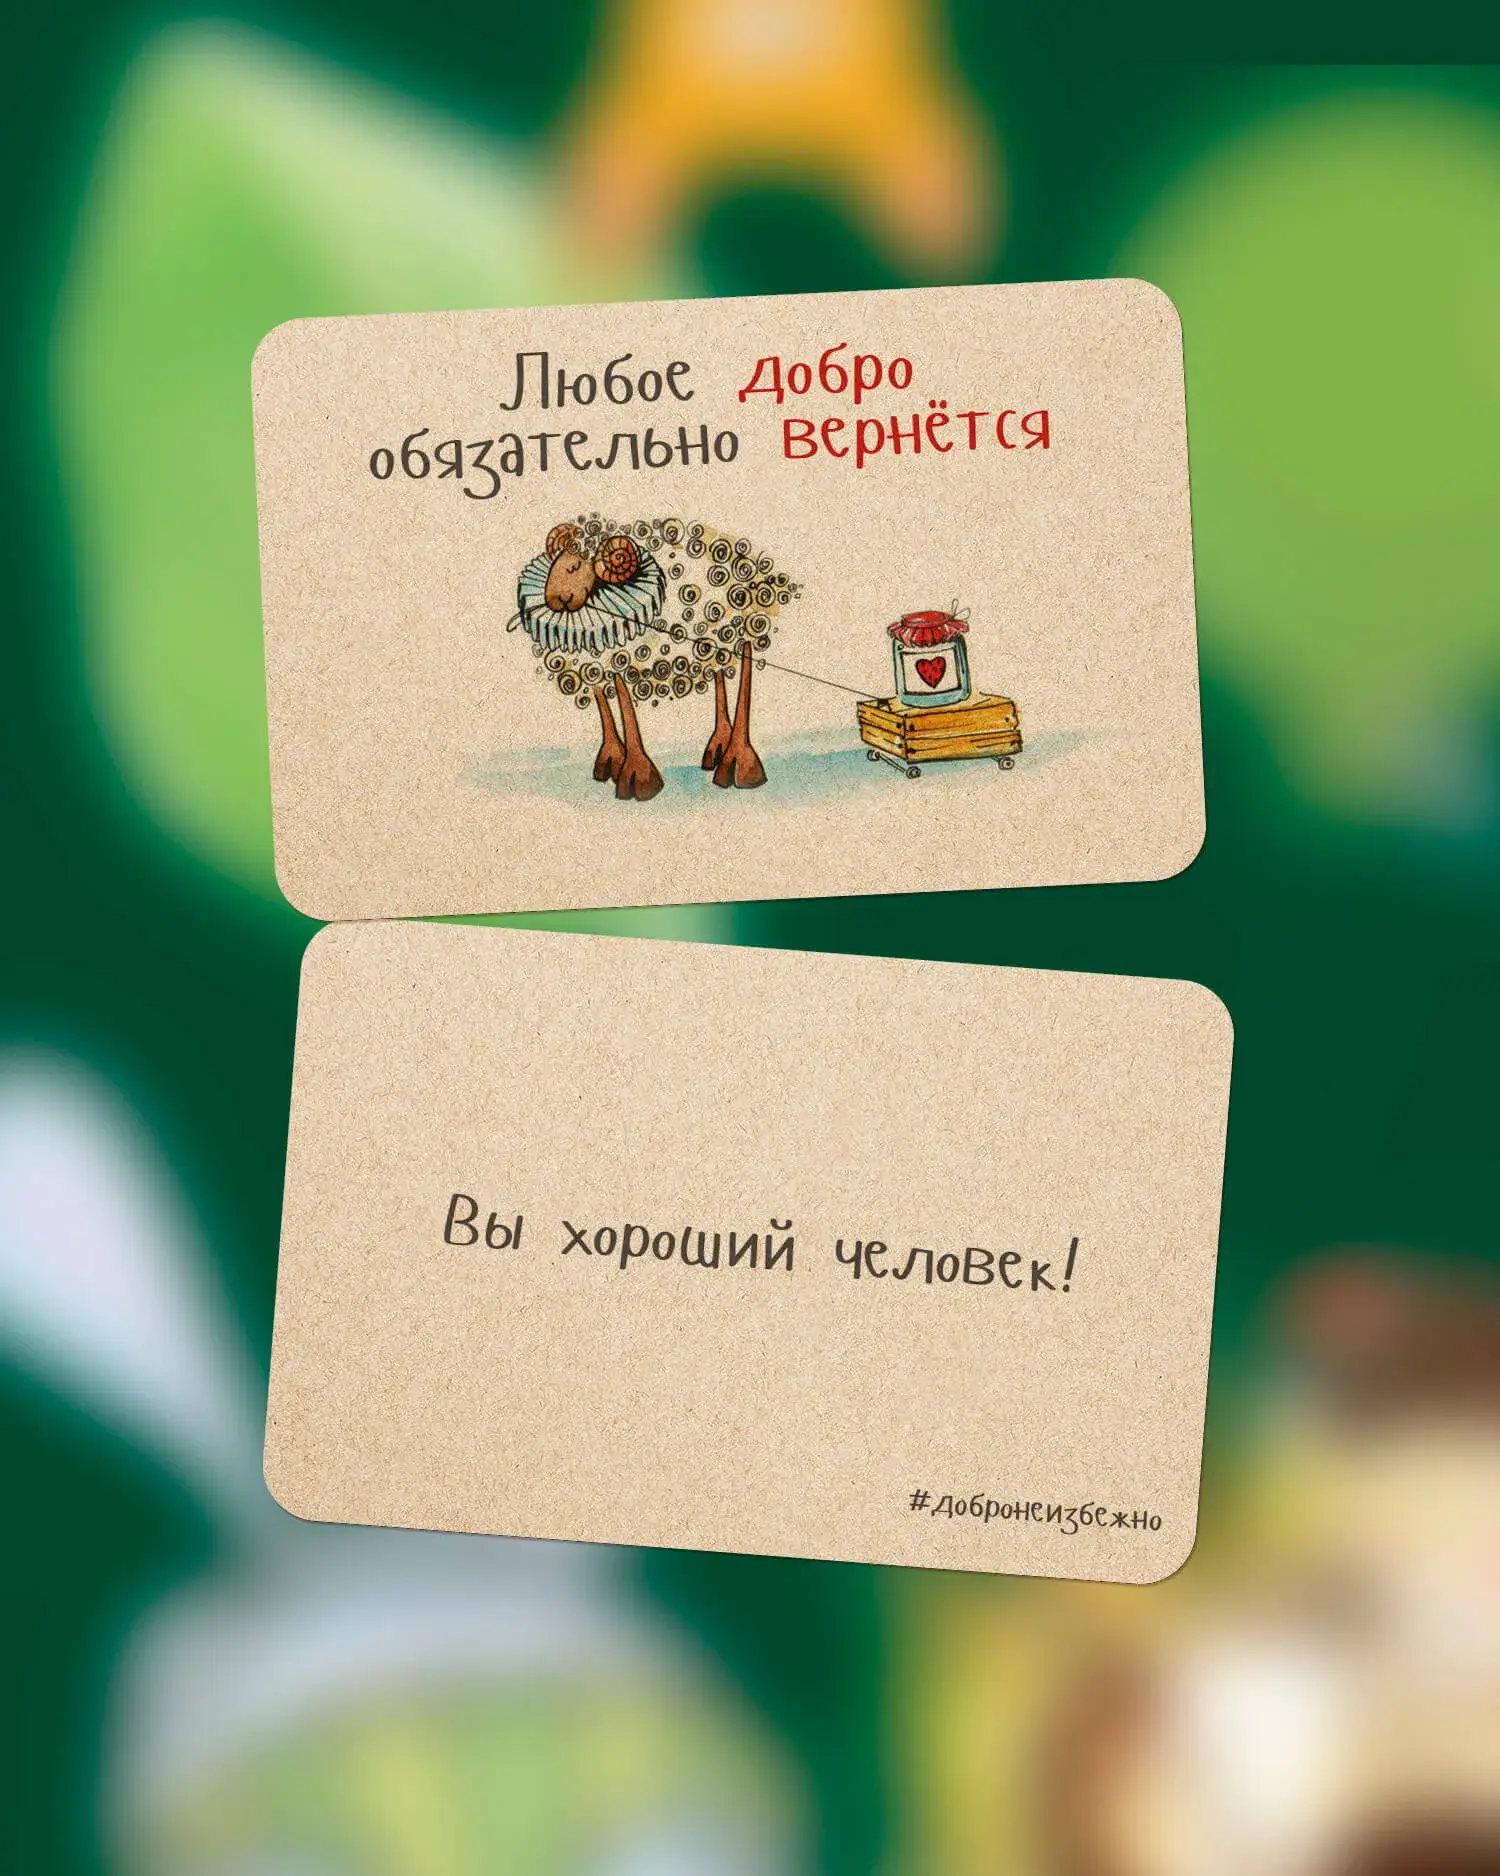 Любое добро
обязательно вернётся
Вы хороший человек!
#добронеизбежно